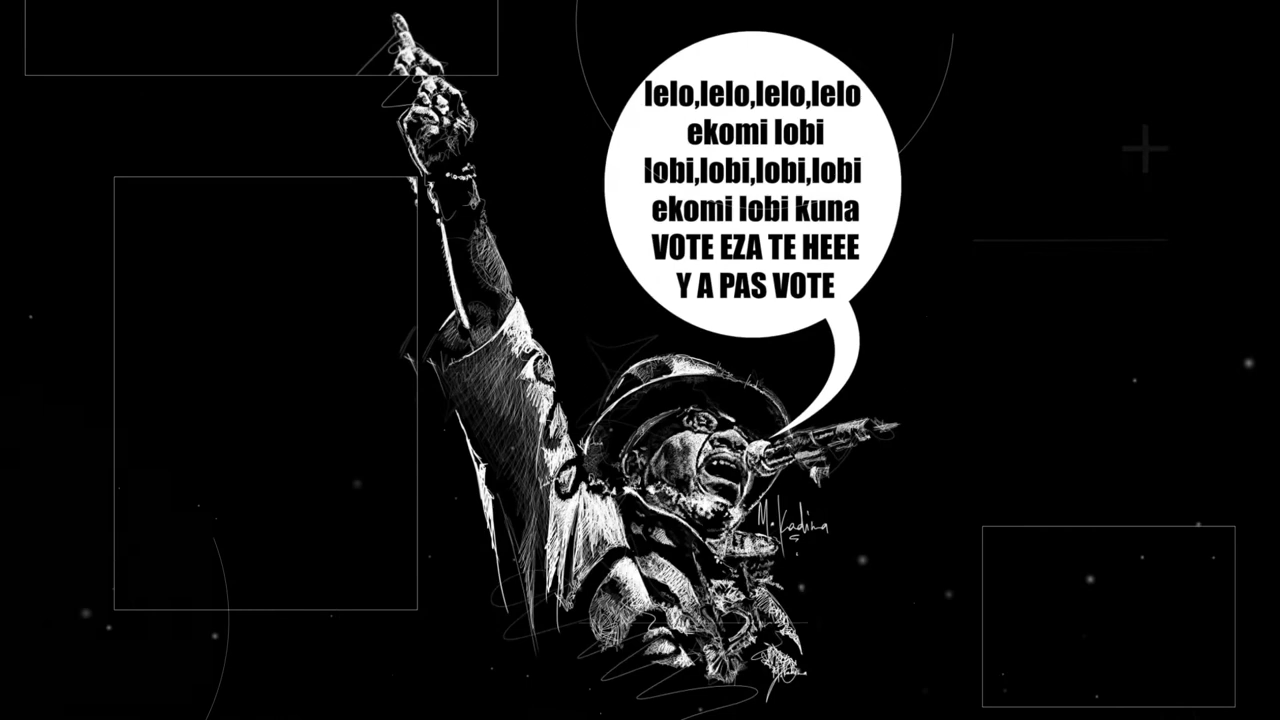 lelo,lelo,lelo,lelo
ekomi lobi
lobi,lobi,lobi,lobi
ekomi lobi kuna
VOTE EZA TE HEEE
Y A PAS VOTE
M.Kadima